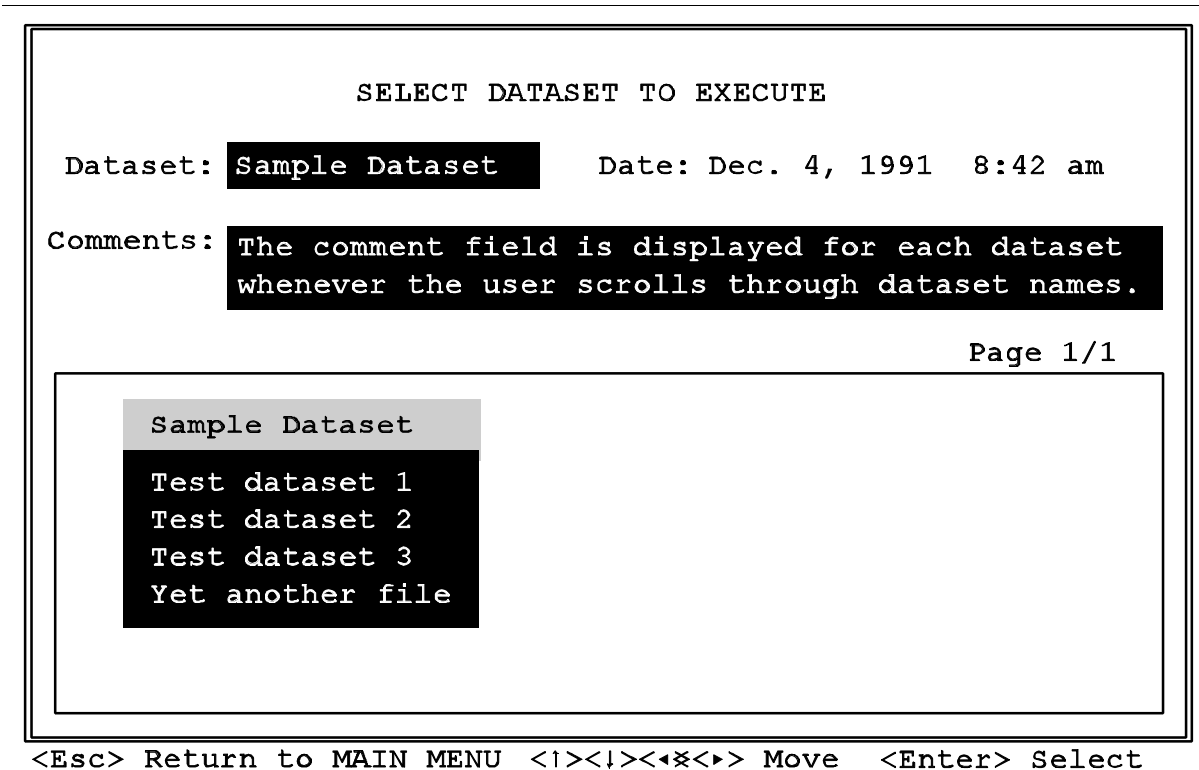 SELECT DATASET TO EXECUTE
Dataset: Sample Dataset Date: Dec. 4, 1991 8:42 am
Comments: The comment field is displayed for each dataset
whenever the user scrolls through dataset names.
Page 1/1
Sample Dataset
Test dataset 1
Test dataset 2
Test dataset 3
Yet another file
<Esc> Return to MAIN MENU <↑><↓><◂><▸> Move <Enter> Select